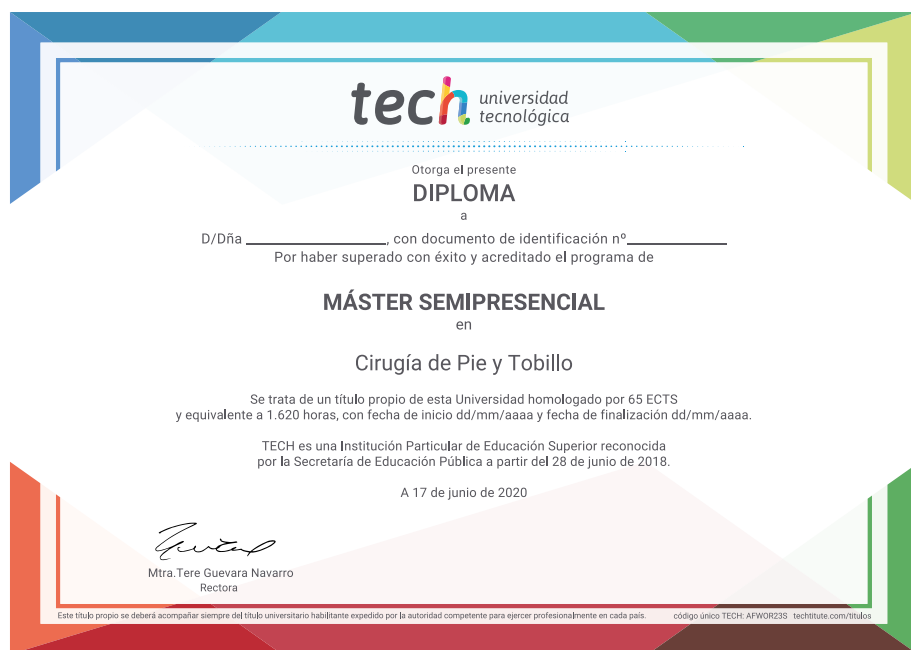 tech universidad
tecnológica
Otorga el presente
DIPLOMA
a
D/Dña ____________________, con documento de identificación nº______________
Por haber superado con éxito y acreditado el programa de
MÁSTER SEMIPRESENCIAL
en
Cirugía de Pie y Tobillo
Se trata de un título propio de esta Universidad homologado por 65 ECTS
y equivalente a 1.620 horas, con fecha de inicio dd/mm/aaaa y fecha de finalización dd/mm/aaaa.
TECH es una Institución Particular de Educación Superior reconocida
por la Secretaría de Educación Pública a partir del 28 de junio de 2018.
A 17 de junio de 2020
Mtra.Tere Guevara Navarro
Rectora
Este título propio se deberá acompañar siempre del título universitario habilitante expedido por la autoridad competente para ejercer profesionalmente en cada país. código único TECH: AFWOR23S techtitute.com/titulos